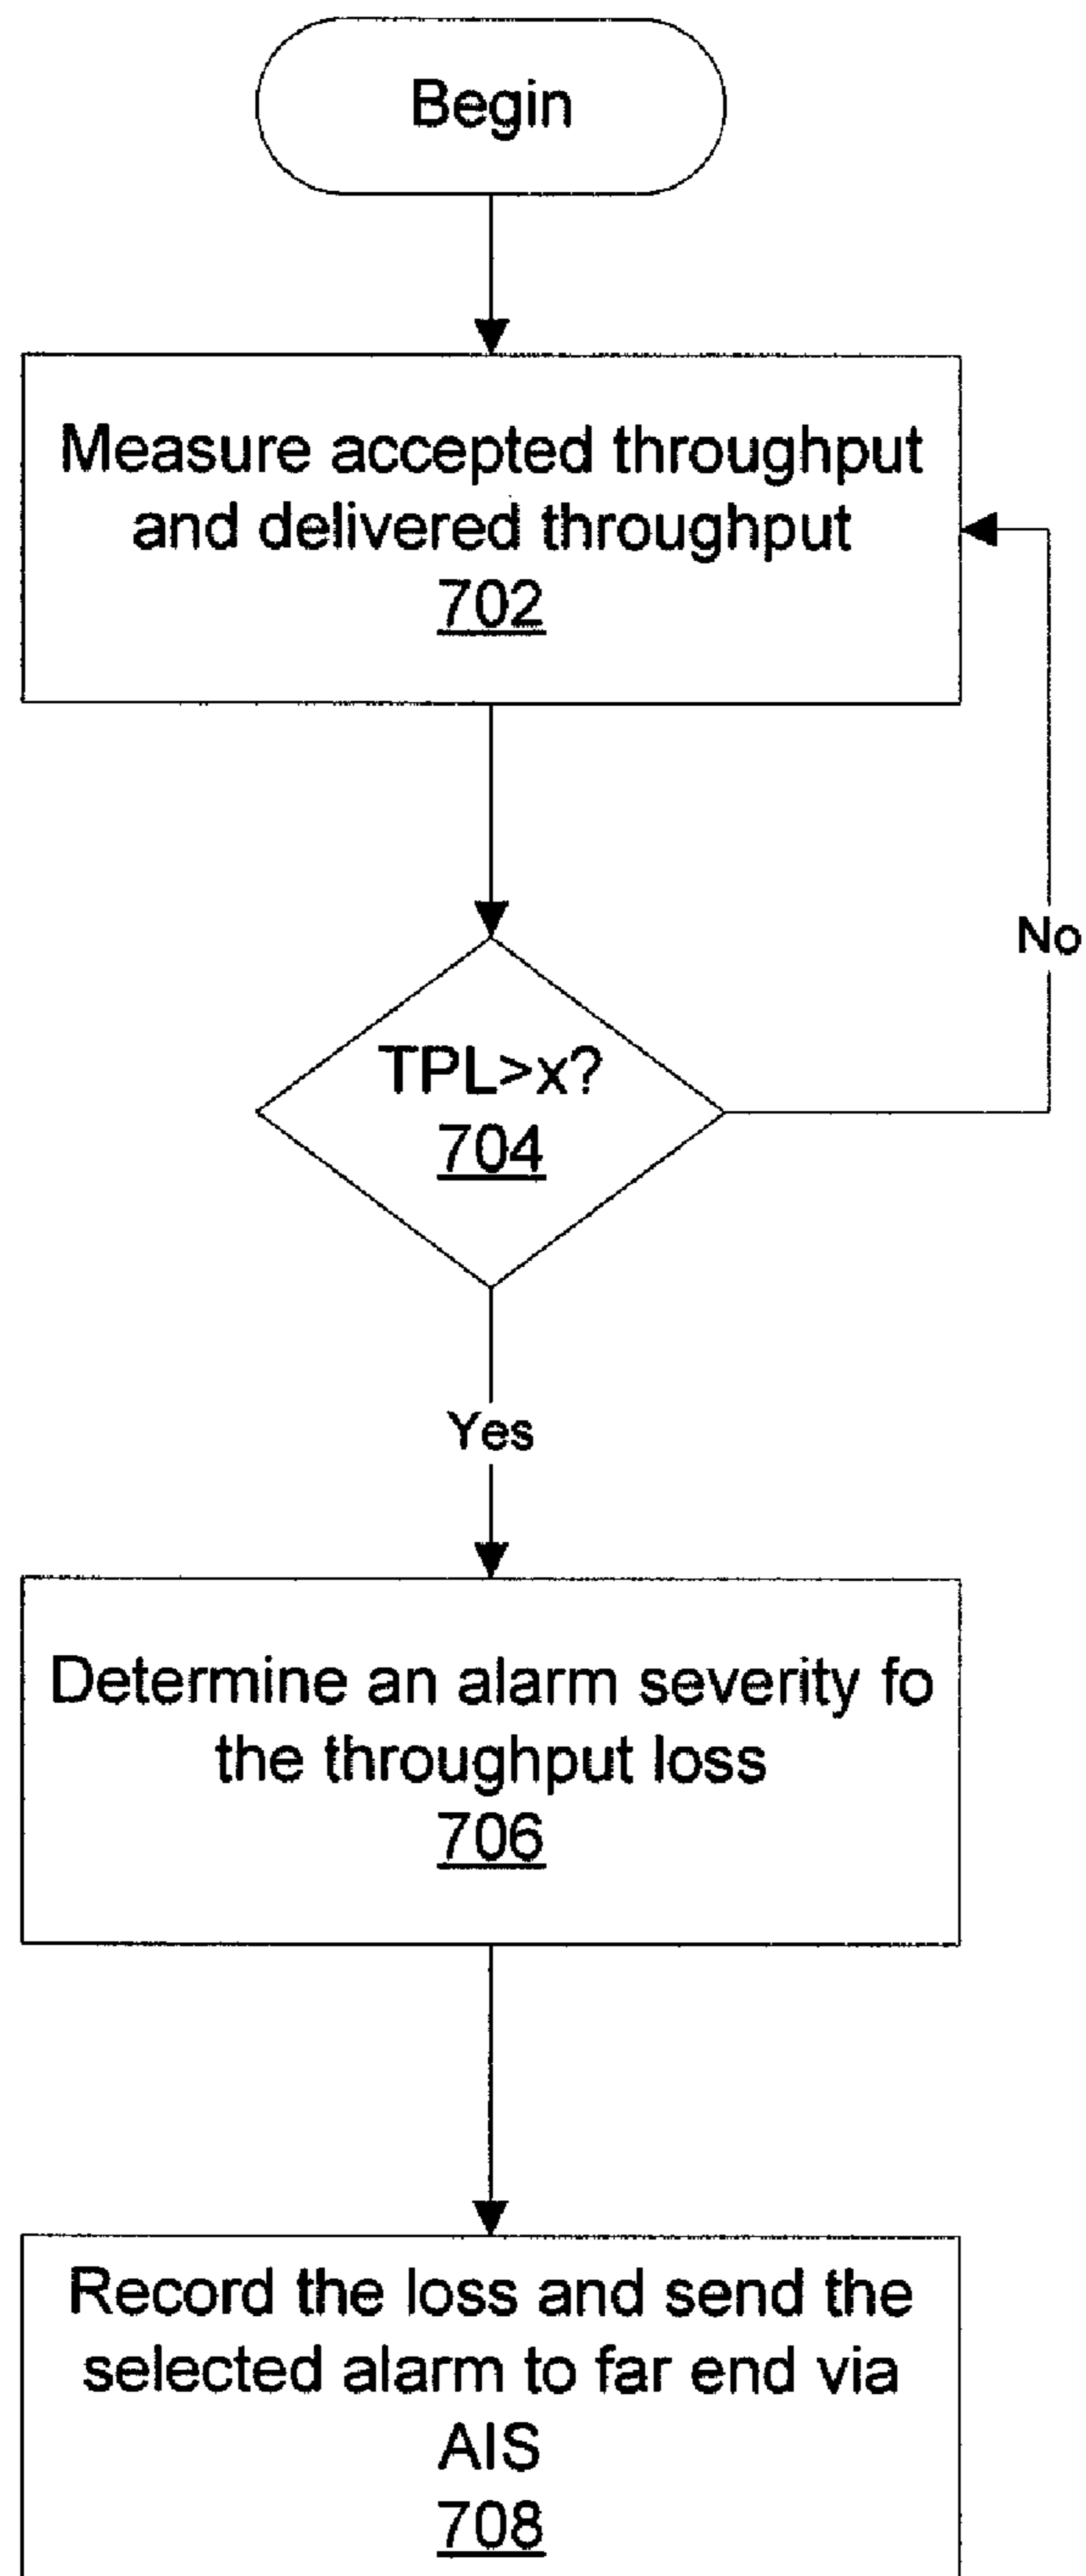 Begin
Measure accepted throughput
and delivered throughput
702
No
TPL>x?
704
Yes
Determine an alarm severity fo
the throughput loss
706
Record the loss and send the
selected alarm to far end via
AIS
708